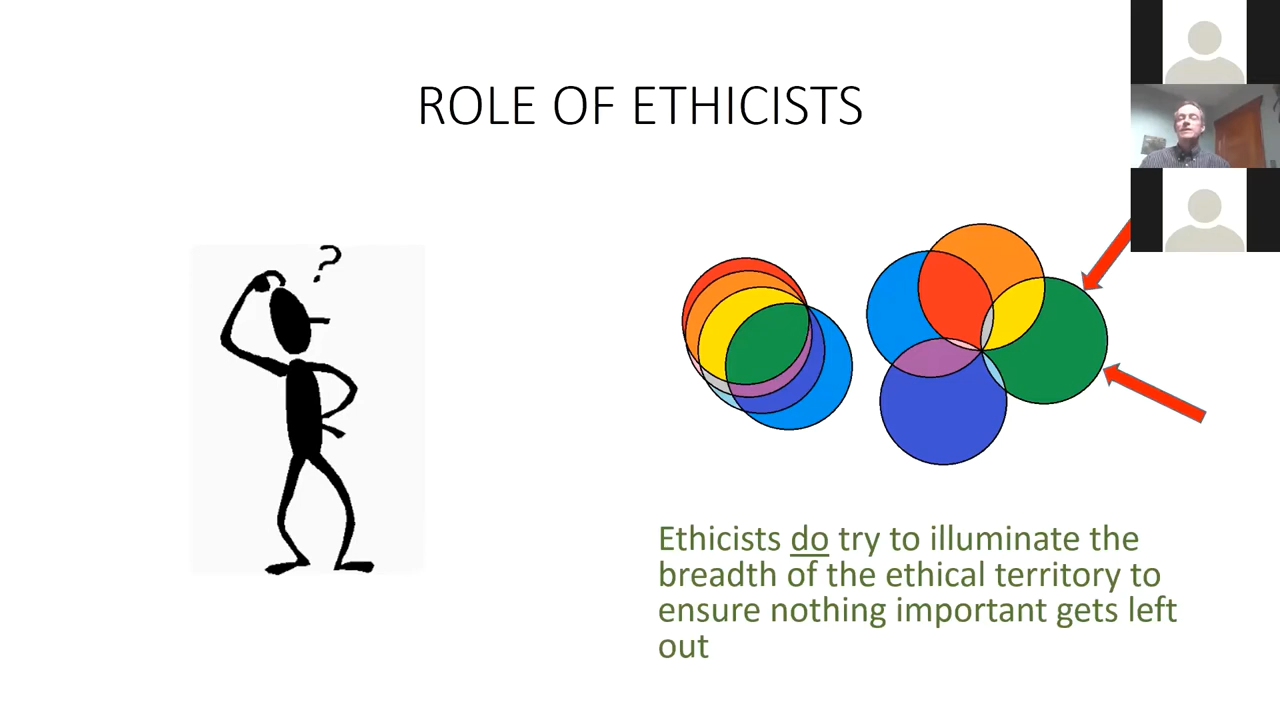 ROLE OF ETHICISTS
?
Ethicists do try to illuminate the
breadth of the ethical territory to
ensure nothing important gets left
out